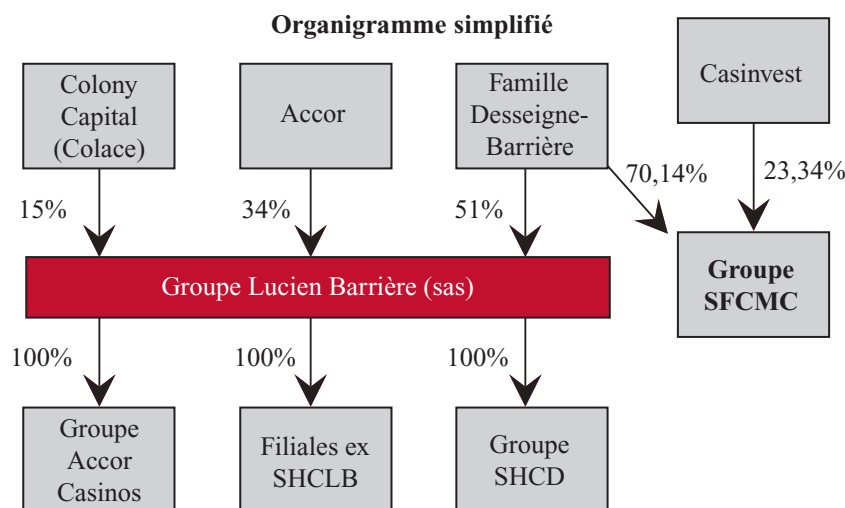 Organigramme simplifié
Colony
Capital
(Colace)
Accor
Famille
Desseigne-
Barrière
Casinvest
15%
34%
51%
70,14%
23,34%
Groupe Lucien Barrière (sas)
Groupe
SFCMC
100%
100%
100%
Groupe
Accor
Casinos
Filiales ex
SHCLB
Groupe
SHCD